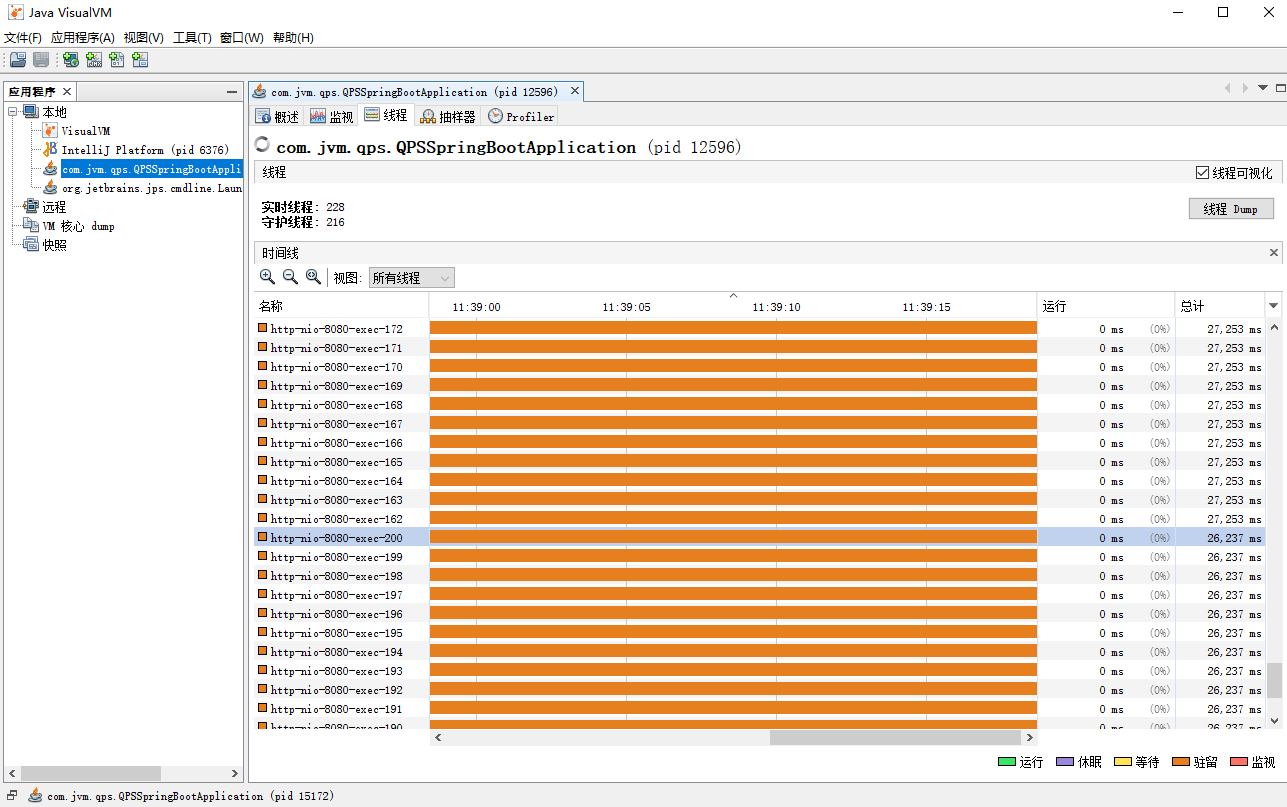 Java VisualVM
文件(F) 应用程序(A) 视图(V) 工具(T) 窗口(W) 帮助(H)
应用程序
本地
VisualVM
IntelliJ Platform (pid 6376)
com.jvm.qps.QPSSpringBootAppli
org.jetbrains.jps.cmdline.Laun
远程
VM 核心 dump
快照
com.jvm.qps.QPSSpringBootApplication (pid 12596)
概述 监视 线程 抽样器 Profiler
com.jvm.qps.QPSSpringBootApplication (pid 12596)
线程 线程可视化
实时线程: 228
守护线程: 216
线程 Dump
时间线
视图: 所有线程
名称 11:39:00 11:39:05 11:39:10 11:39:15 运行 总计
http-nio-8080-exec-172 0 ms (0%) 27,253 ms
http-nio-8080-exec-171 0 ms (0%) 27,253 ms
http-nio-8080-exec-170 0 ms (0%) 27,253 ms
http-nio-8080-exec-169 0 ms (0%) 27,253 ms
http-nio-8080-exec-168 0 ms (0%) 27,253 ms
http-nio-8080-exec-167 0 ms (0%) 27,253 ms
http-nio-8080-exec-166 0 ms (0%) 27,253 ms
http-nio-8080-exec-165 0 ms (0%) 27,253 ms
http-nio-8080-exec-164 0 ms (0%) 27,253 ms
http-nio-8080-exec-163 0 ms (0%) 27,253 ms
http-nio-8080-exec-162 0 ms (0%) 27,253 ms
http-nio-8080-exec-200 0 ms (0%) 26,237 ms
http-nio-8080-exec-199 0 ms (0%) 26,237 ms
http-nio-8080-exec-198 0 ms (0%) 26,237 ms
http-nio-8080-exec-197 0 ms (0%) 26,237 ms
http-nio-8080-exec-196 0 ms (0%) 26,237 ms
http-nio-8080-exec-195 0 ms (0%) 26,237 ms
http-nio-8080-exec-194 0 ms (0%) 26,237 ms
http-nio-8080-exec-193 0 ms (0%) 26,237 ms
http-nio-8080-exec-192 0 ms (0%) 26,237 ms
http-nio-8080-exec-191 0 ms (0%) 26,237 ms
http-nio-8080-exec-190 0 ms (0%) 26,237 ms
运行 休眠 等待 驻留 监视
com.jvm.qps.QPSSpringBootApplication (pid 15172)